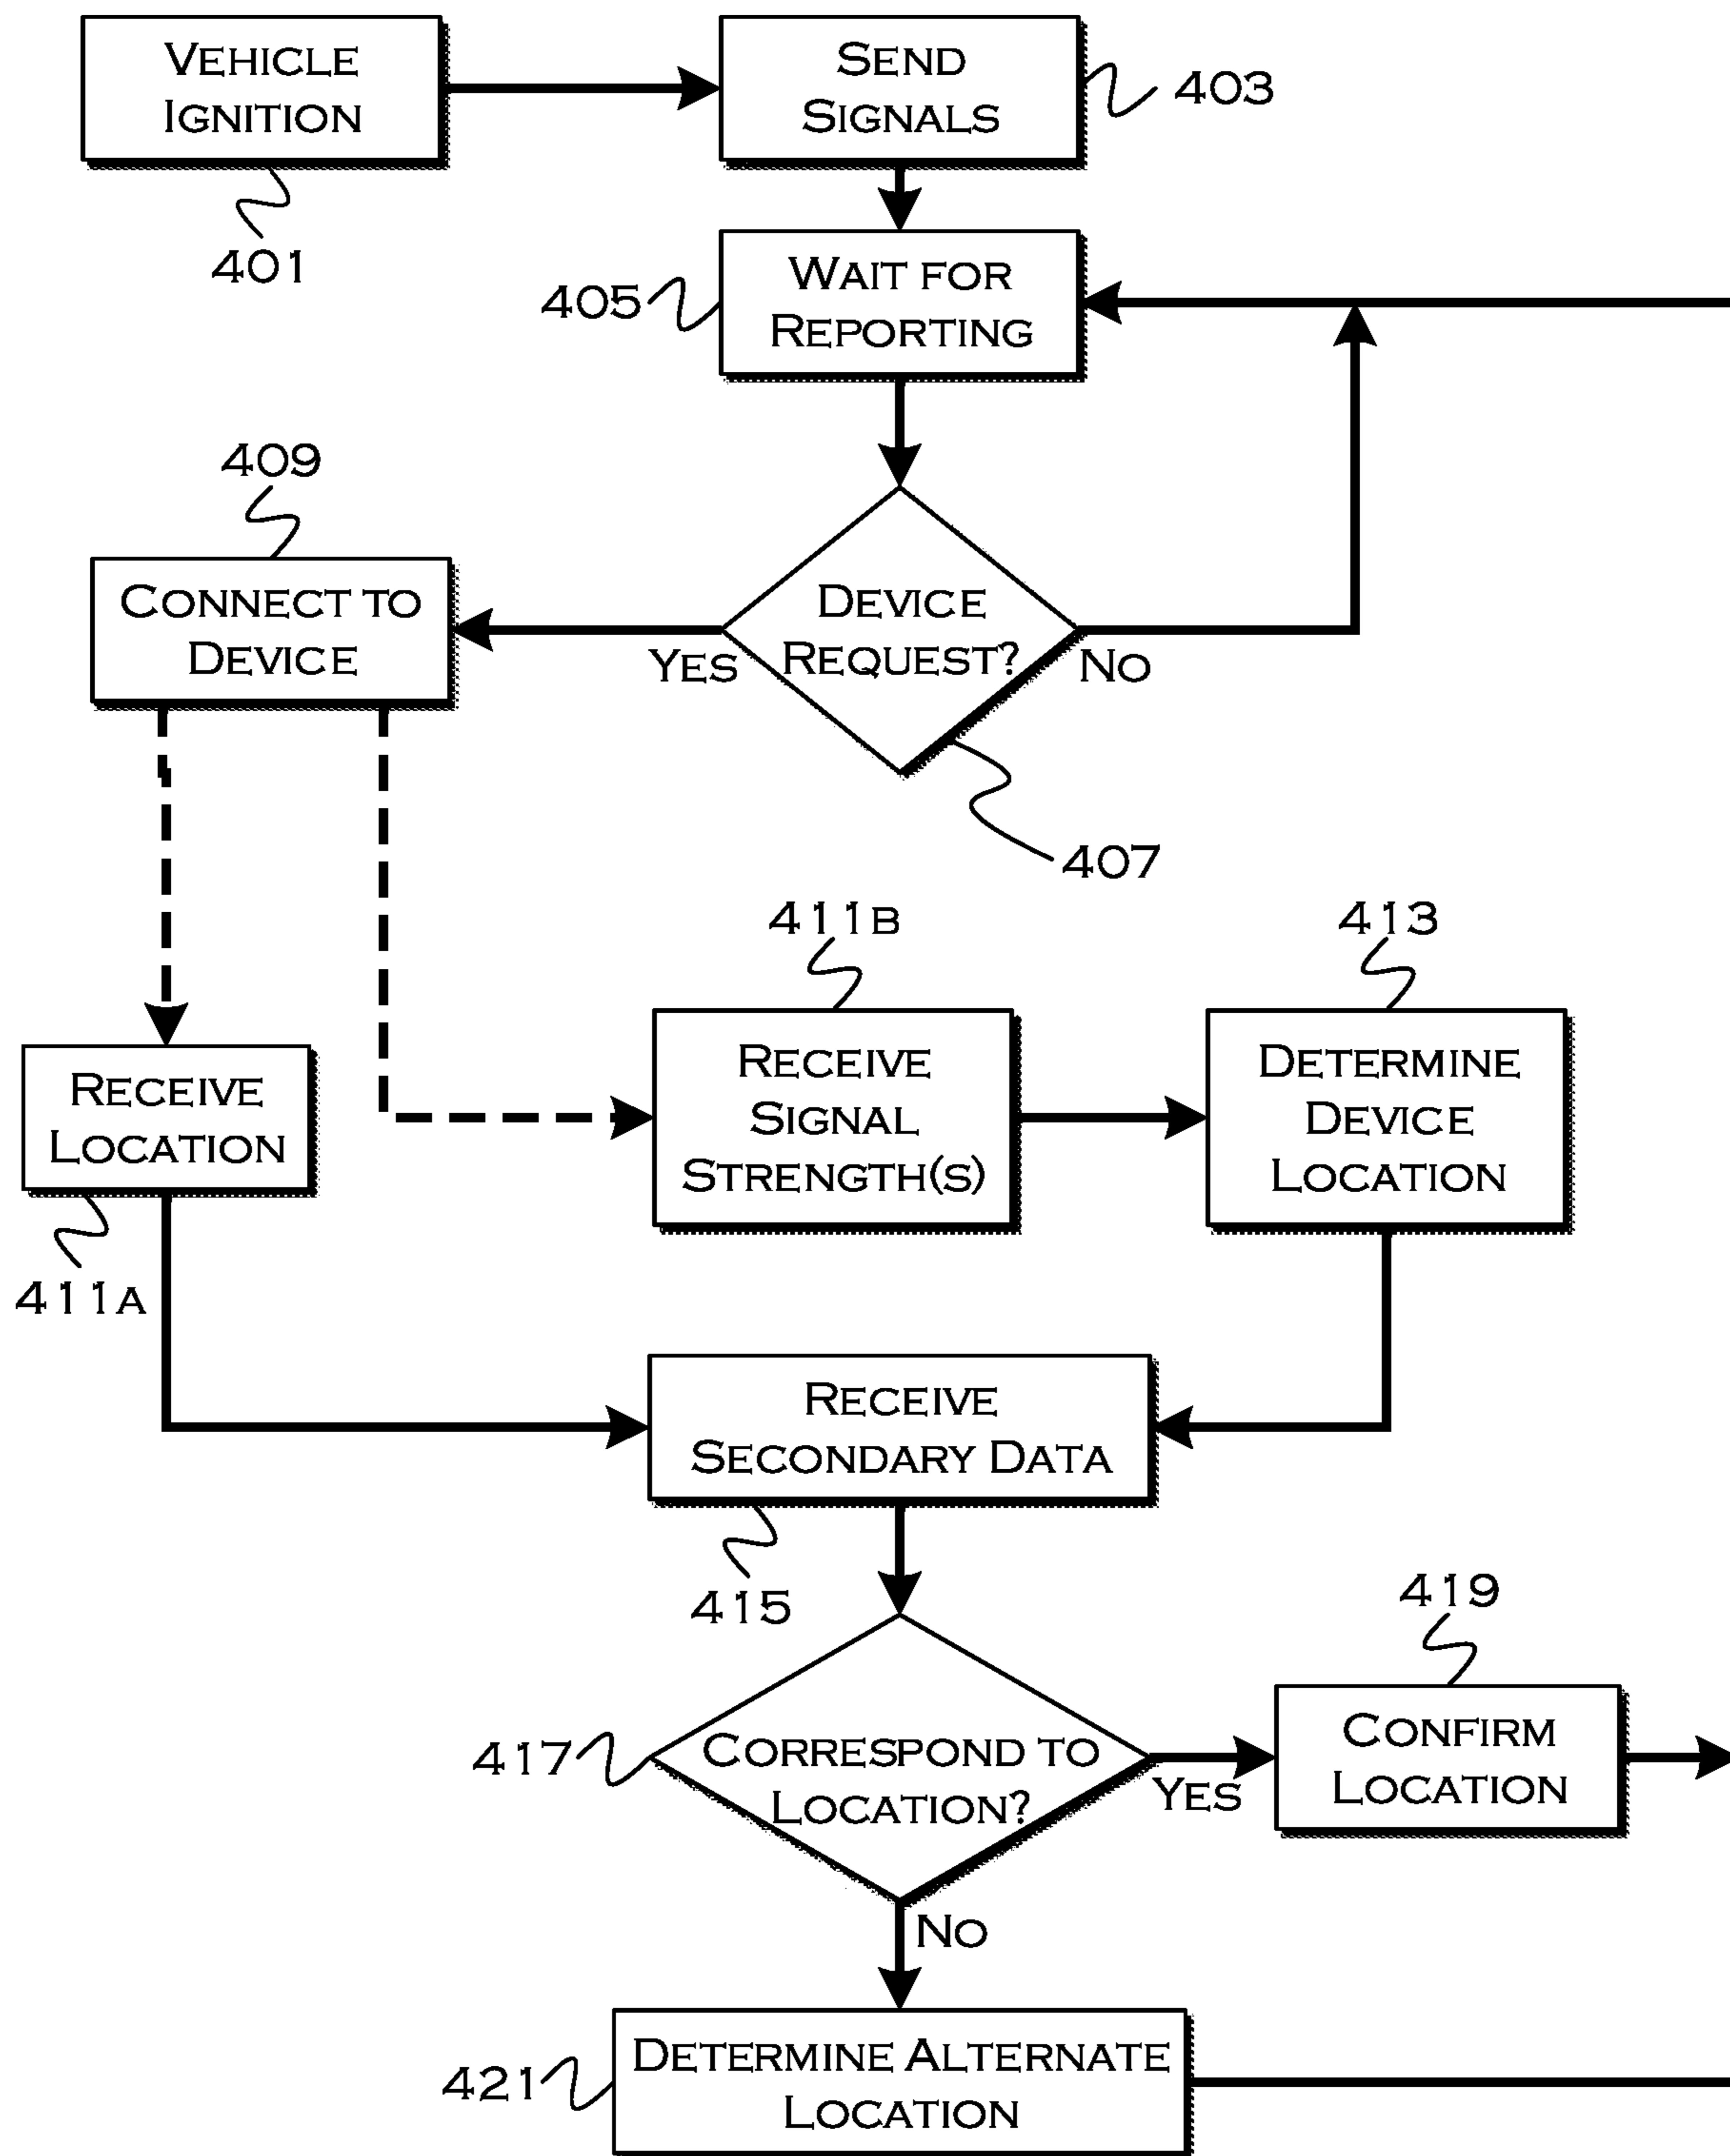 VEHICLE
IGNITION
SEND
SIGNALS
403
401
405
WAIT FOR
REPORTING
409
CONNECT TO
DEVICE
DEVICE
REQUEST?
YES
NO
407
411B
413
RECEIVE
LOCATION
RECEIVE
SIGNAL
STRENGTH(S)
DETERMINE
DEVICE
LOCATION
411A
RECEIVE
SECONDARY DATA
415
419
417
CORRESPOND TO
LOCATION?
YES
CONFIRM
LOCATION
NO
421
DETERMINE ALTERNATE
LOCATION